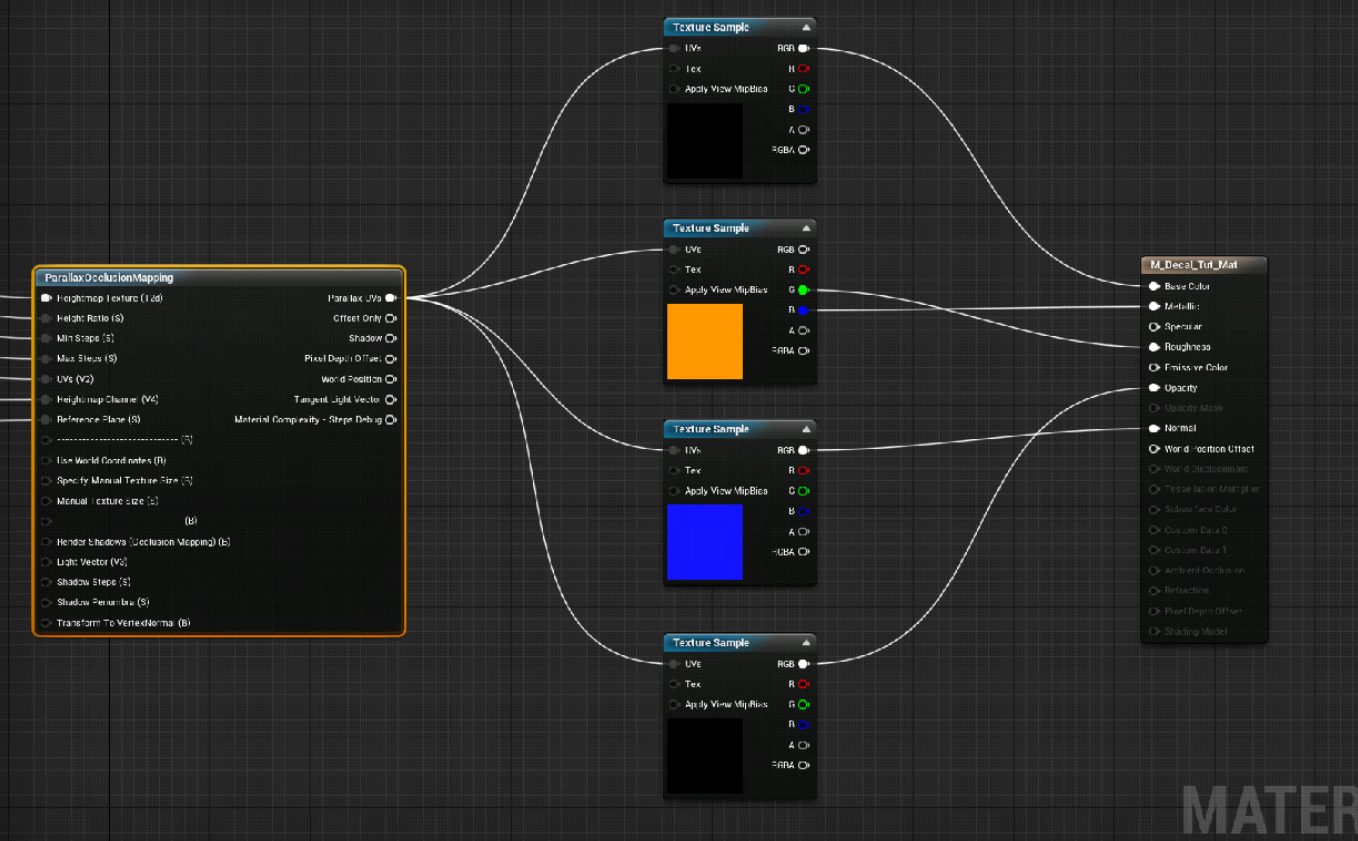 ParallaxOcclusionMapping
Heightmap Texture (T2d)
Height Ratio (S)
Min Steps (S)
Max Steps (S)
UVs (V2)
Heightmap Channel (V4)
Reference Plane (S)
---------------------------- (S)
Use World Coordinates (B)
Specify Manual Texture Size (S)
Manual Texture Size (S)
(B)
Render Shadows (Occlusion Mapping) (B)
Light Vector (V3)
Shadow Steps (S)
Shadow Penumbra (S)
Transform To VertexNormal (B)
Parallax UVs
Offset Only
Shadow
Pixel Depth Offset
World Position
Tangent Light Vector
Material Complexity - Steps Debug
Texture Sample
UVs RGB
Tex R
Apply View MipBias G
B
A
RGBA
Texture Sample
UVs RGB
Tex R
Apply View MipBias G
B
A
RGBA
Texture Sample
UVs RGB
Tex R
Apply View MipBias G
B
A
RGBA
Texture Sample
UVs RGB
Tex R
Apply View MipBias G
B
A
RGBA
M_Decal_Tut_Mat
Base Color
Metallic
Specular
Roughness
Emissive Color
Opacity
Opacity Mask
Normal
World Position Offset
World Displacement
Tessellation Multiplier
Subsurface Color
Custom Data 0
Custom Data 1
Ambient Occlusion
Refraction
Pixel Depth Offset
Shading Model
MATER